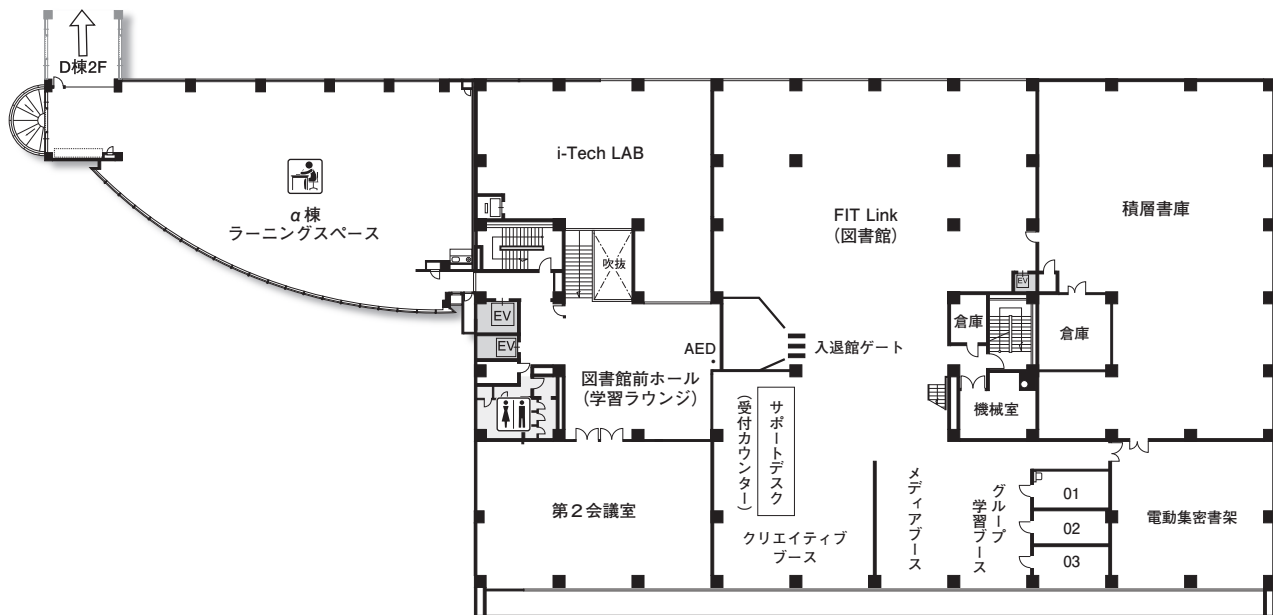 D棟2F
i-Tech LAB
α棟
ラーニングスペース
FIT Link
(図書館)
積層書庫
吹抜
EV
EV
EV
倉庫
倉庫
AED
入退館ゲート
図書館前ホール
(学習ラウンジ)
機械室
サポートデスク
(受付カウンター)
第2会議室
クリエイティブ
ブース
メディアブース
グループ
学習ブース
01
02
03
電動集密書架